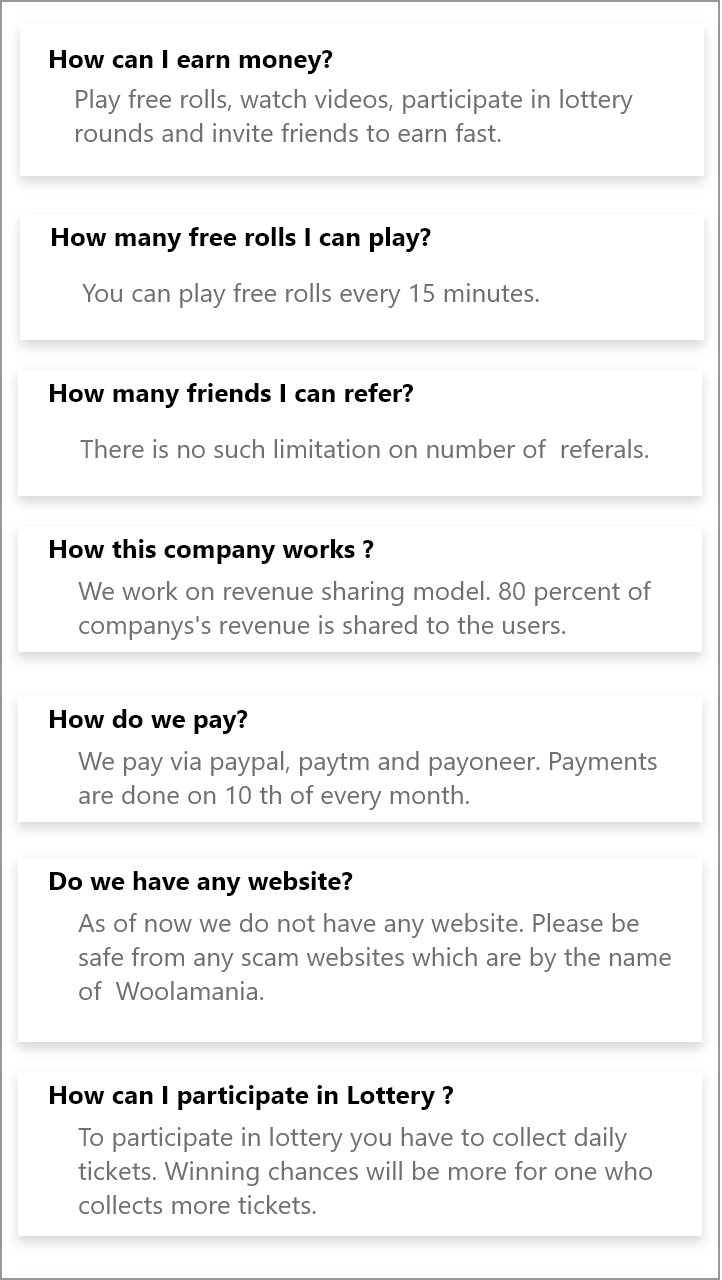 How can I earn money?
Play free rolls, watch videos, participate in lottery
rounds and invite friends to earn fast.
How many free rolls I can play?
You can play free rolls every 15 minutes.
How many friends I can refer?
There is no such limitation on number of  referals.
How this company works ?
We work on revenue sharing model. 80 percent of
companys's revenue is shared to the users.
How do we pay?
We pay via paypal, paytm and payoneer. Payments
are done on 10 th of every month.
Do we have any website?
As of now we do not have any website. Please be
safe from any scam websites which are by the name
of  Woolamania.
How can I participate in Lottery ?
To participate in lottery you have to collect daily
tickets. Winning chances will be more for one who
collects more tickets.